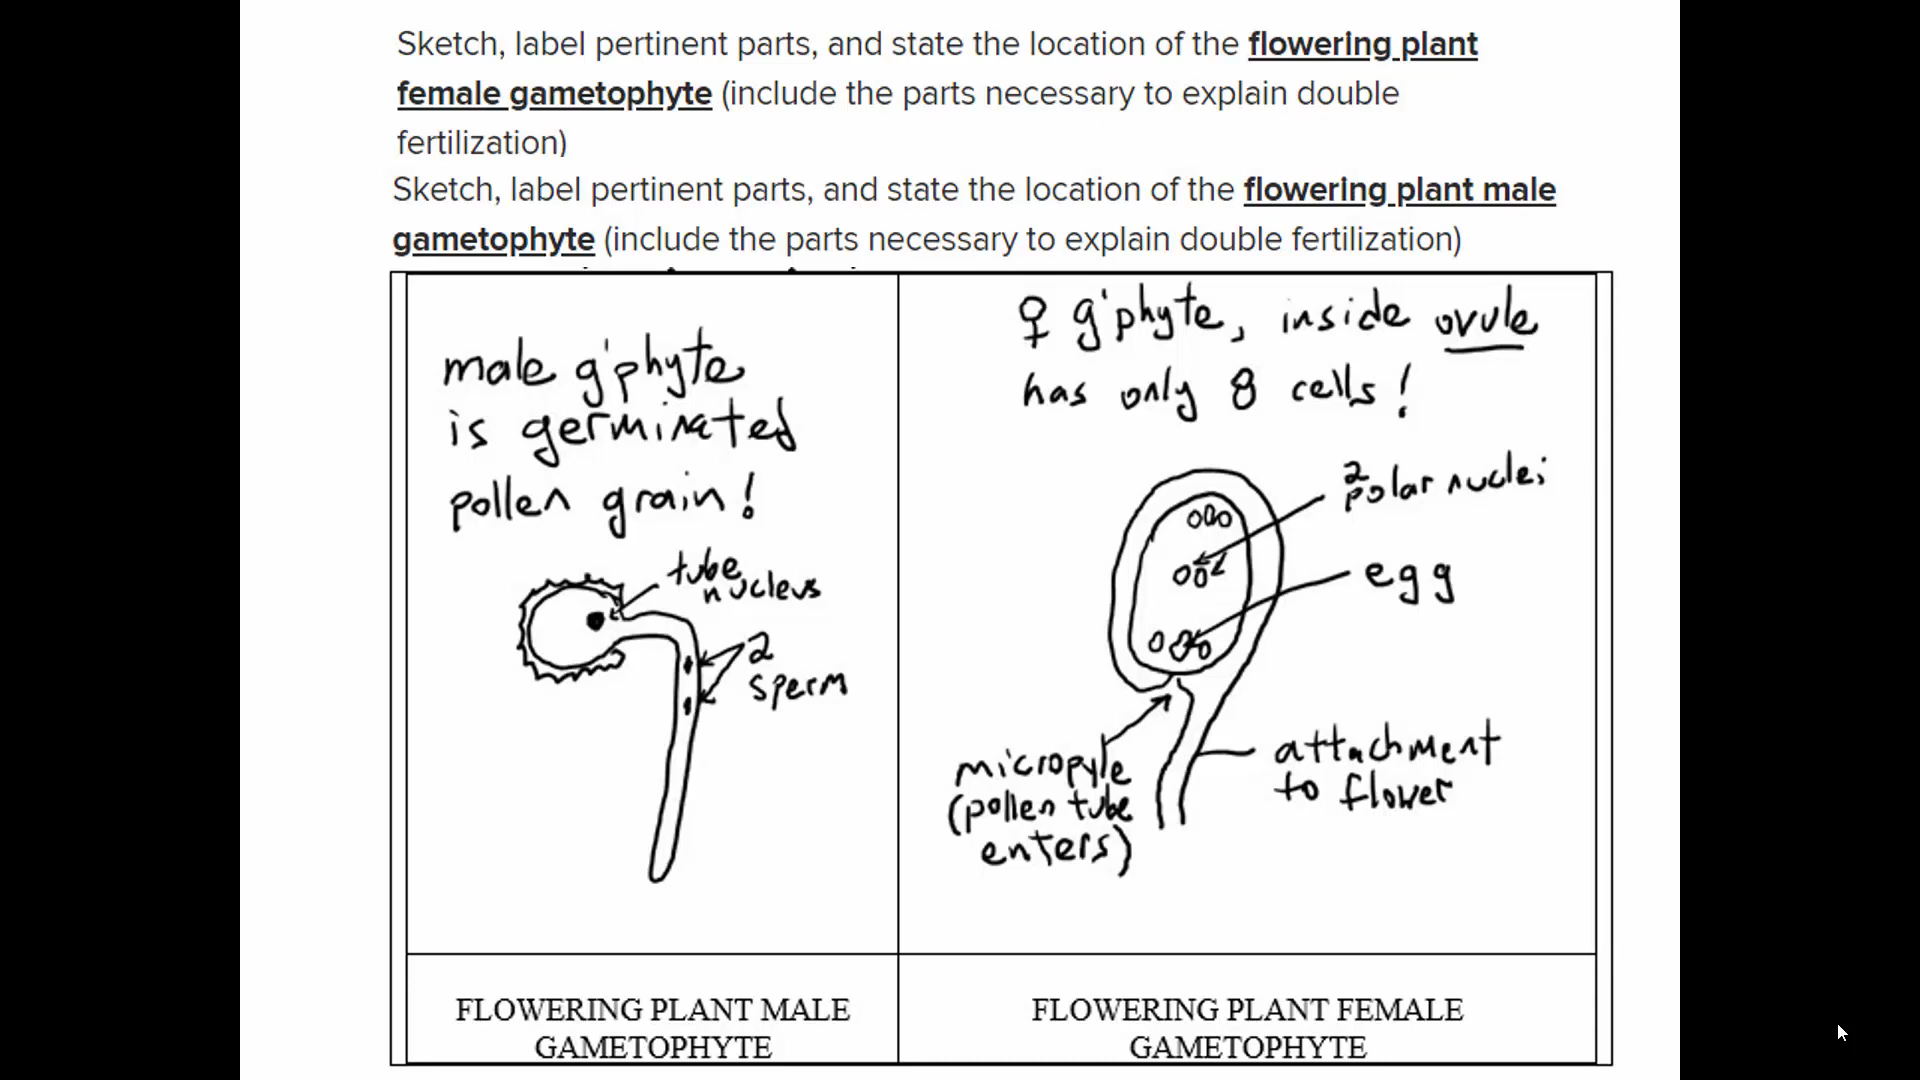 Sketch, label pertinent parts, and state the location of the flowering plant
female gametophyte (include the parts necessary to explain double
fertilization)
Sketch, label pertinent parts, and state the location of the flowering plant male
gametophyte (include the parts necessary to explain double fertilization)
male g'phyte
is germinated
pollen grain!
tube
nucleus
2
sperm
♀ g'phyte, inside ovule
has only 8 cells!
2
polar nuclei
egg
micropyle
(pollen tube
enters)
attachment
to flower
FLOWERING PLANT MALE
GAMETOPHYTE
FLOWERING PLANT FEMALE
GAMETOPHYTE